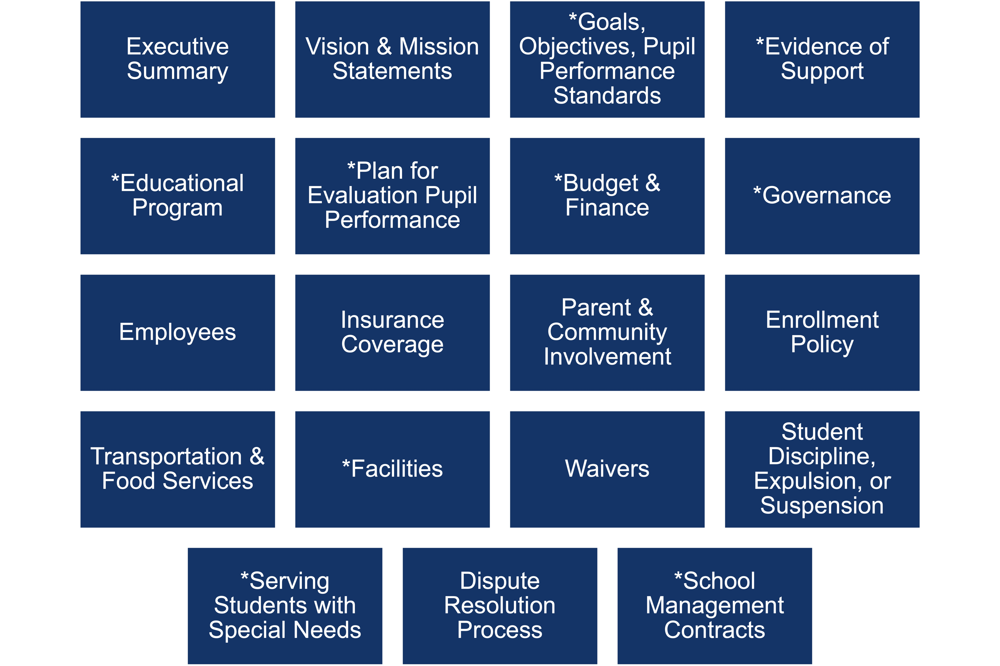 Executive
Summary
Vision & Mission
Statements
*Goals,
Objectives, Pupil
Performance
Standards
*Evidence of
Support
*Educational
Program
*Plan for
Evaluation Pupil
Performance
*Budget &
Finance
*Governance
Employees
Insurance
Coverage
Parent &
Community
Involvement
Enrollment
Policy
Transportation &
Food Services
*Facilities
Waivers
Student
Discipline,
Expulsion, or
Suspension
*Serving
Students with
Special Needs
Dispute
Resolution
Process
*School
Management
Contracts